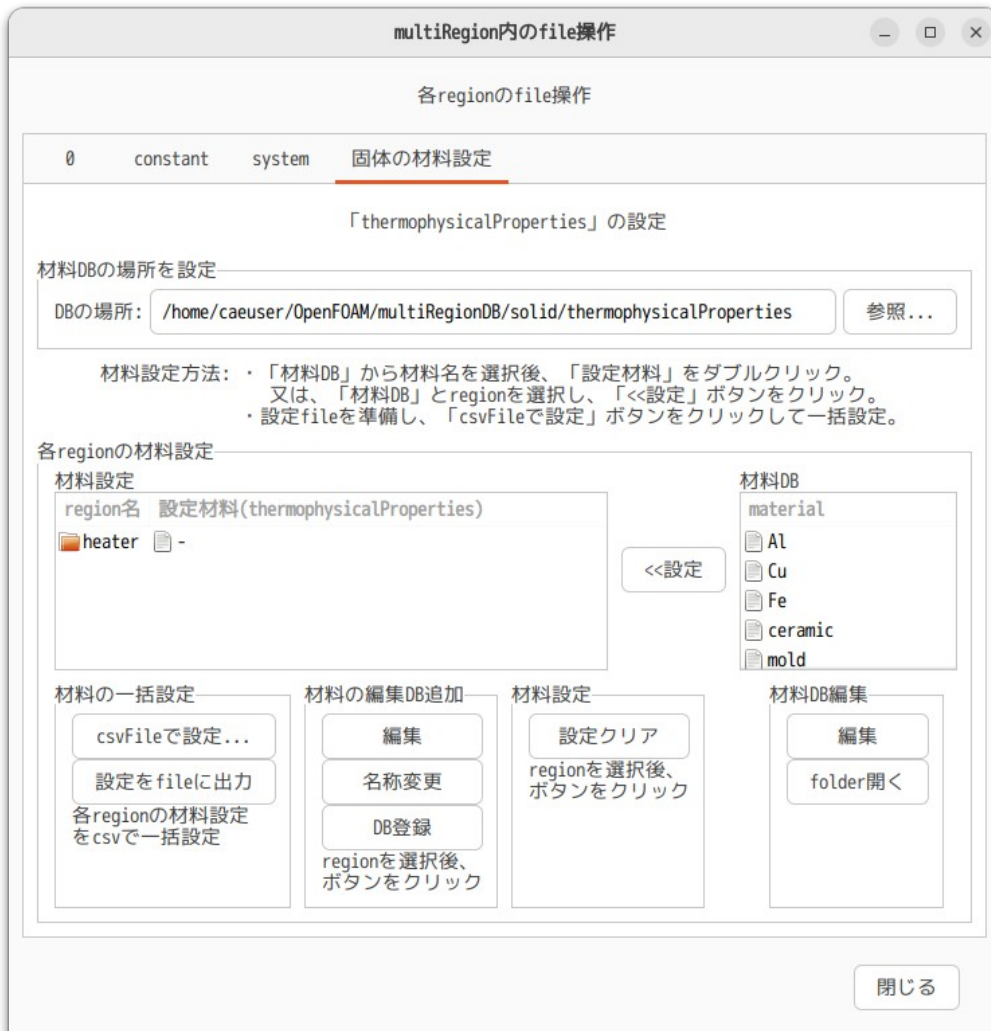 multiRegion内のfile操作
各regionのfile操作
0 constant system 固体の材料設定
「thermophysicalProperties」の設定
材料DBの場所を設定
DBの場所: /home/caeuser/OpenFOAM/multiRegionDB/solid/thermophysicalProperties 参照...
材料設定方法: ・「材料DB」から材料名を選択後、「設定材料」をダブルクリック。
又は、「材料DB」とregionを選択し、「<<設定」ボタンをクリック。
・設定fileを準備し、「csvFileで設定」ボタンをクリックして一括設定。
各regionの材料設定
材料設定 材料DB
region名 設定材料(thermophysicalProperties) material
heater - Al
<<設定 Cu
Fe
ceramic
mold
材料の一括設定 材料の編集DB追加 材料設定 材料DB編集
csvFileで設定... 編集 設定クリア 編集
設定をfileに出力 名称変更 regionを選択後、 folder開く
ボタンをクリック
各regionの材料設定 DB登録
をcsvで一括設定
regionを選択後、
ボタンをクリック
閉じる